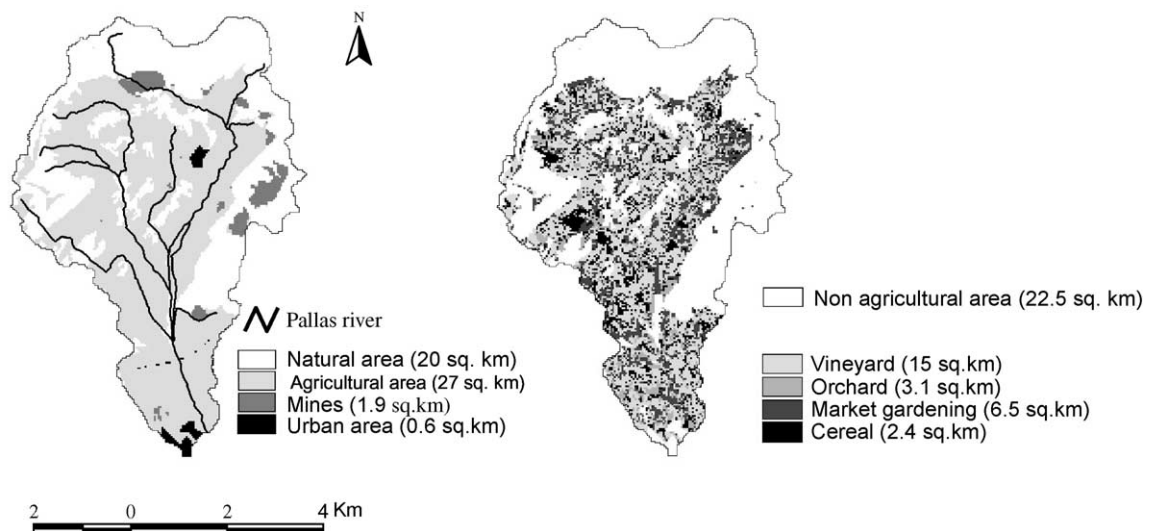 N
Pallas river
Natural area (20 sq. km)
Agricultural area (27 sq. km)
Mines (1.9 sq.km)
Urban area (0.6 sq.km)
Non agricultural area (22.5 sq. km)
Vineyard (15 sq.km)
Orchard (3.1 sq.km)
Market gardening (6.5 sq.km)
Cereal (2.4 sq.km)
2 0 2 4 Km